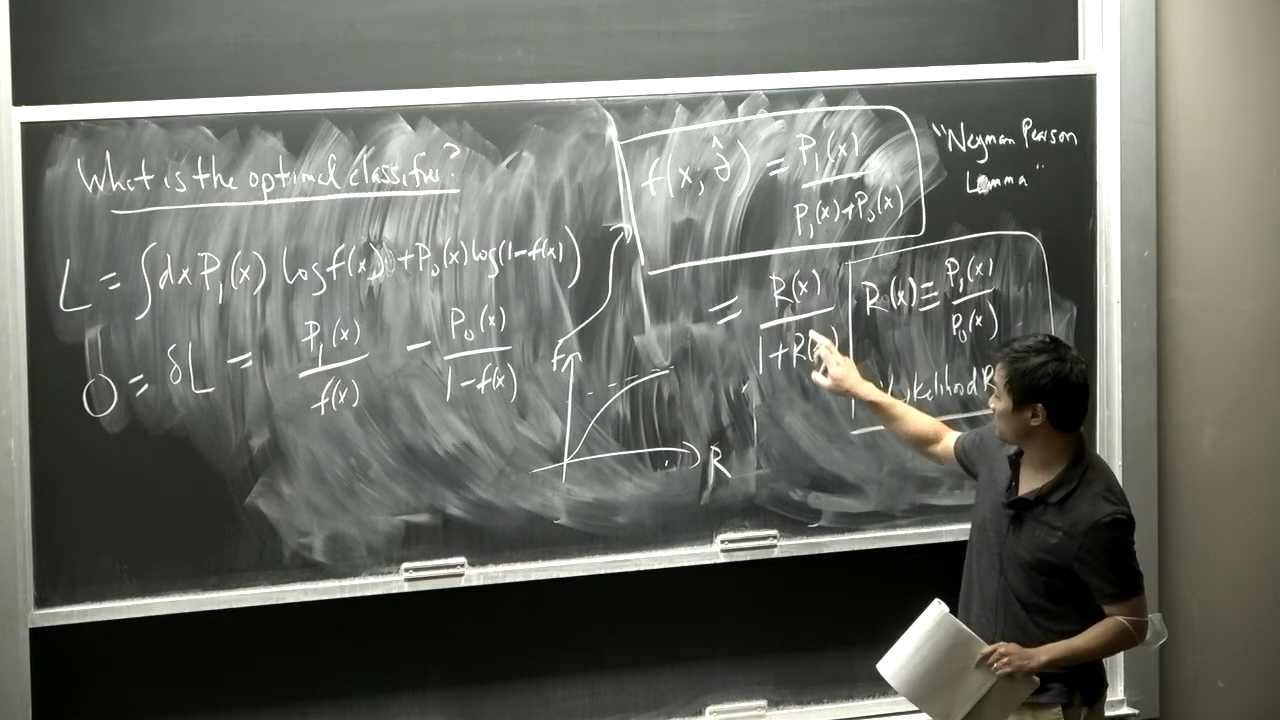 What is the optimal classifier?
L = ∫dx P₁(x) log f(x) + P₀(x) log(1-f(x))
0 = δL = P₁(x)/f(x) - P₀(x)/1-f(x)
f
R
f(x, ẑ) = P₁(x)/P₁(x)+P₀(x)
= R(x)/1+R(x)
"Neyman Pearson
Lemma"
R(x) ≡ P₁(x)/P₀(x)
Likelihood R